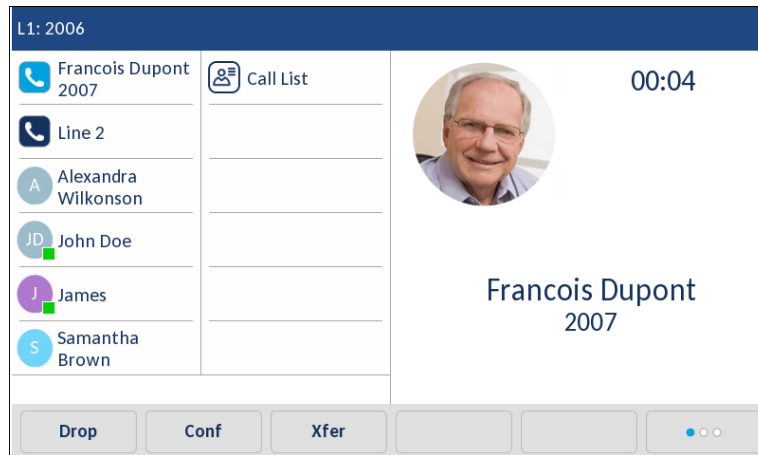 L1: 2006
Francois Dupont
2007
Line 2
A
Alexandra
Wilkonson
JD
John Doe
J
James
S
Samantha
Brown
Call List
00:04
Francois Dupont
2007
Drop
Conf
Xfer